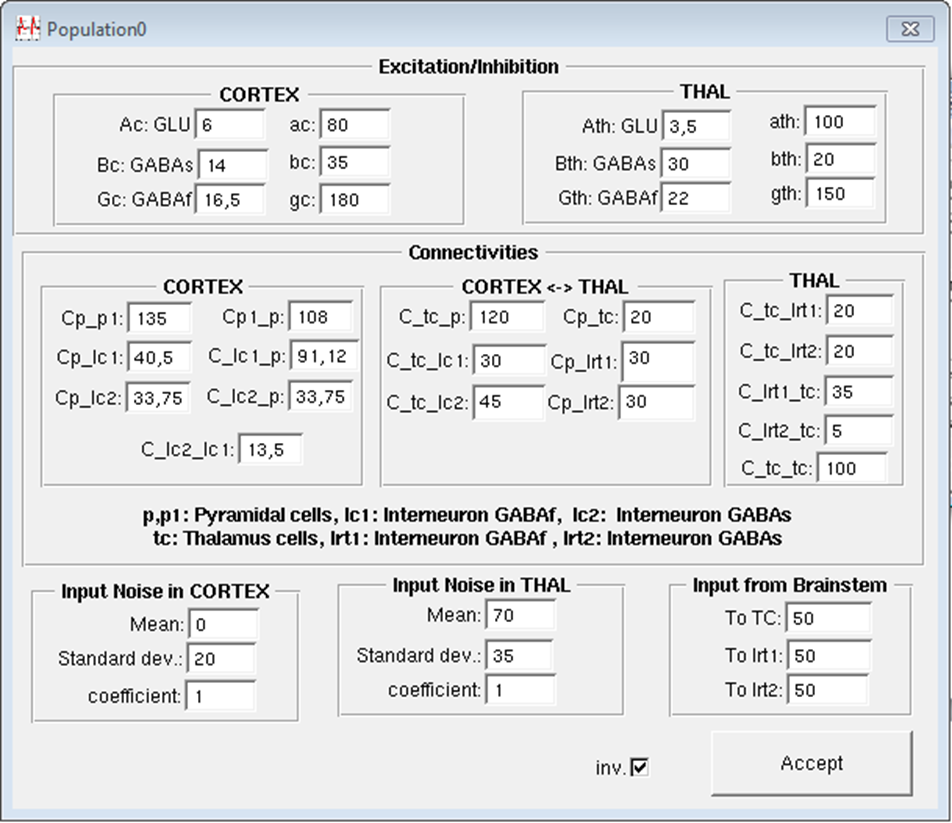 Population0
Excitation/Inhibition
CORTEX
Ac: GLU 6 ac: 80
Bc: GABAs 14 bc: 35
Gc: GABAf 16,5 gc: 180
THAL
Ath: GLU 3,5 ath: 100
Bth: GABAs 30 bth: 20
Gth: GABAf 22 gth: 150
Connectivities
CORTEX
Cp_p1: 135 Cp1_p: 108
Cp_Ic1: 40,5 C_Ic1_p: 91,12
Cp_Ic2: 33,75 C_Ic2_p: 33,75
C_Ic2_Ic1: 13,5
CORTEX <-> THAL
C_tc_p: 120 Cp_tc: 20
C_tc_Ic1: 30 Cp_Irt1: 30
C_tc_Ic2: 45 Cp_Irt2: 30
THAL
C_tc_Irt1: 20
C_tc_Irt2: 20
C_Irt1_tc: 35
C_Irt2_tc: 5
C_tc_tc: 100
p,p1: Pyramidal cells, Ic1: Interneuron GABAf, Ic2: Interneuron GABAs
tc: Thalamus cells, Irt1: Interneuron GABAf , Irt2: Interneuron GABAs
Input Noise in CORTEX
Mean: 0
Standard dev.: 20
coefficient: 1
Input Noise in THAL
Mean: 70
Standard dev.: 35
coefficient: 1
Input from Brainstem
To TC: 50
To Irt1: 50
To Irt2: 50
inv.
Accept